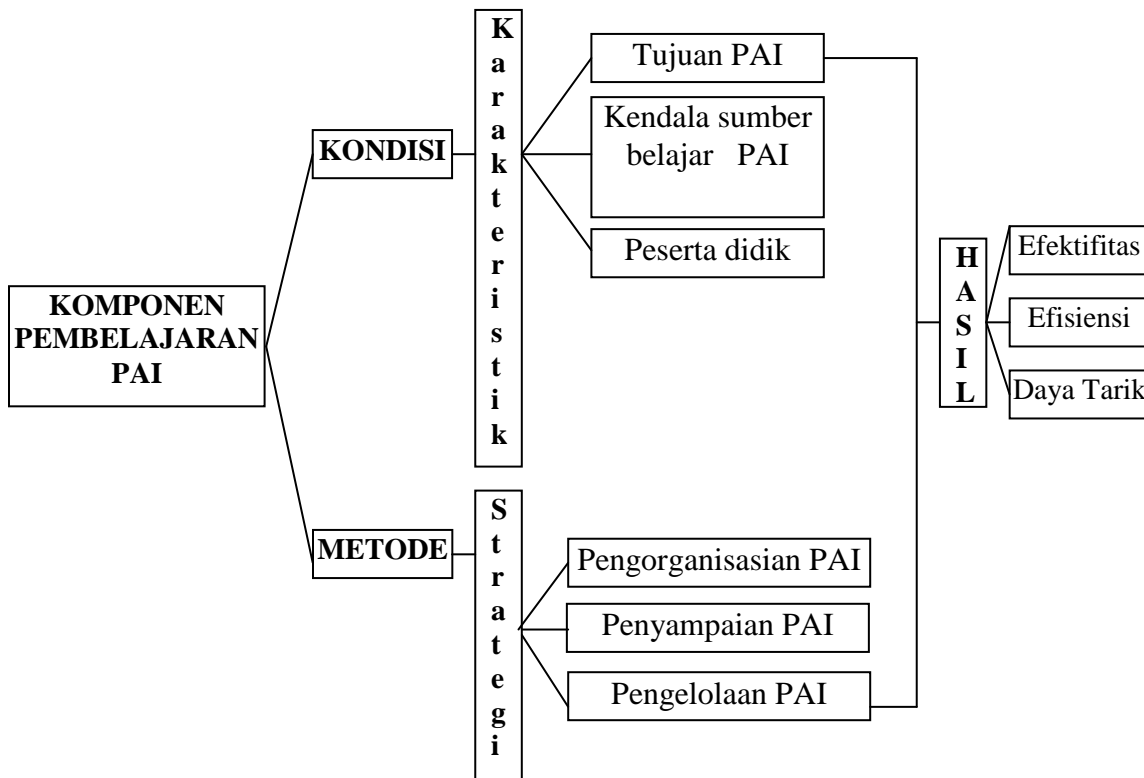 KOMPONEN
PEMBELAJARAN
PAI
KONDISI
Karakteristik
Tujuan PAI
Kendala sumber
belajar PAI
Peserta didik
METODE
Strategi
Pengorganisasian PAI
Penyampaian PAI
Pengelolaan PAI
HASIL
Efektifitas
Efisiensi
Daya Tarik